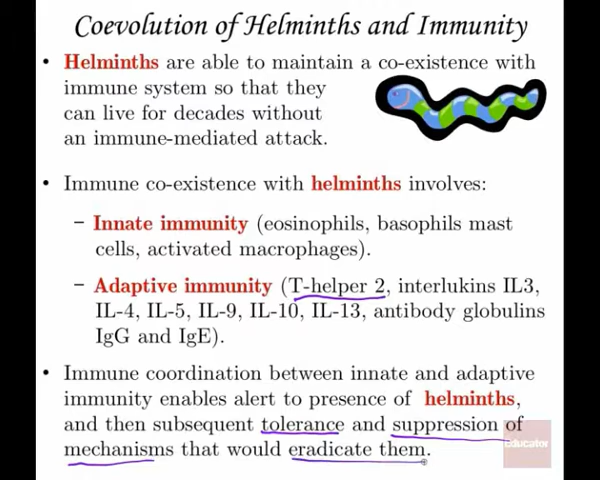 Coevolution of Helminths and Immunity
• Helminths are able to maintain a co-existence with
immune system so that they
can live for decades without
an immune-mediated attack.
• Immune co-existence with helminths involves:
– Innate immunity (eosinophils, basophils mast
cells, activated macrophages).
– Adaptive immunity (T-helper 2, interlukins IL3,
IL-4, IL-5, IL-9, IL-10, IL-13, antibody globulins
IgG and IgE).
• Immune coordination between innate and adaptive
immunity enables alert to presence of helminths,
and then subsequent tolerance and suppression of
mechanisms that would eradicate them.
educator